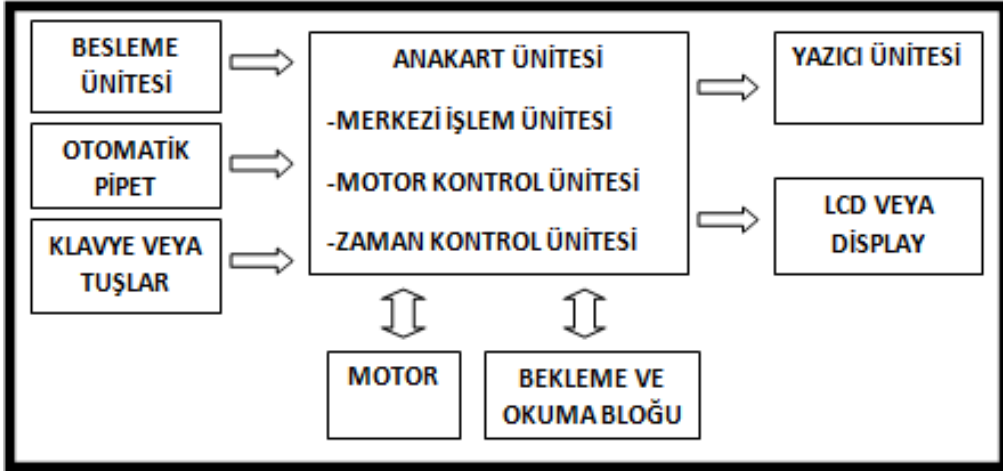 BESLEME
ÜNİTESİ
OTOMATİK
PİPET
KLAVYE VEYA
TUŞLAR
ANAKART ÜNİTESİ
-MERKEZİ İŞLEM ÜNİTESİ
-MOTOR KONTROL ÜNİTESİ
-ZAMAN KONTROL ÜNİTESİ
YAZICI ÜNİTESİ
LCD VEYA
DİSPLAY
MOTOR
BEKLEME VE
OKUMA BLOĞU